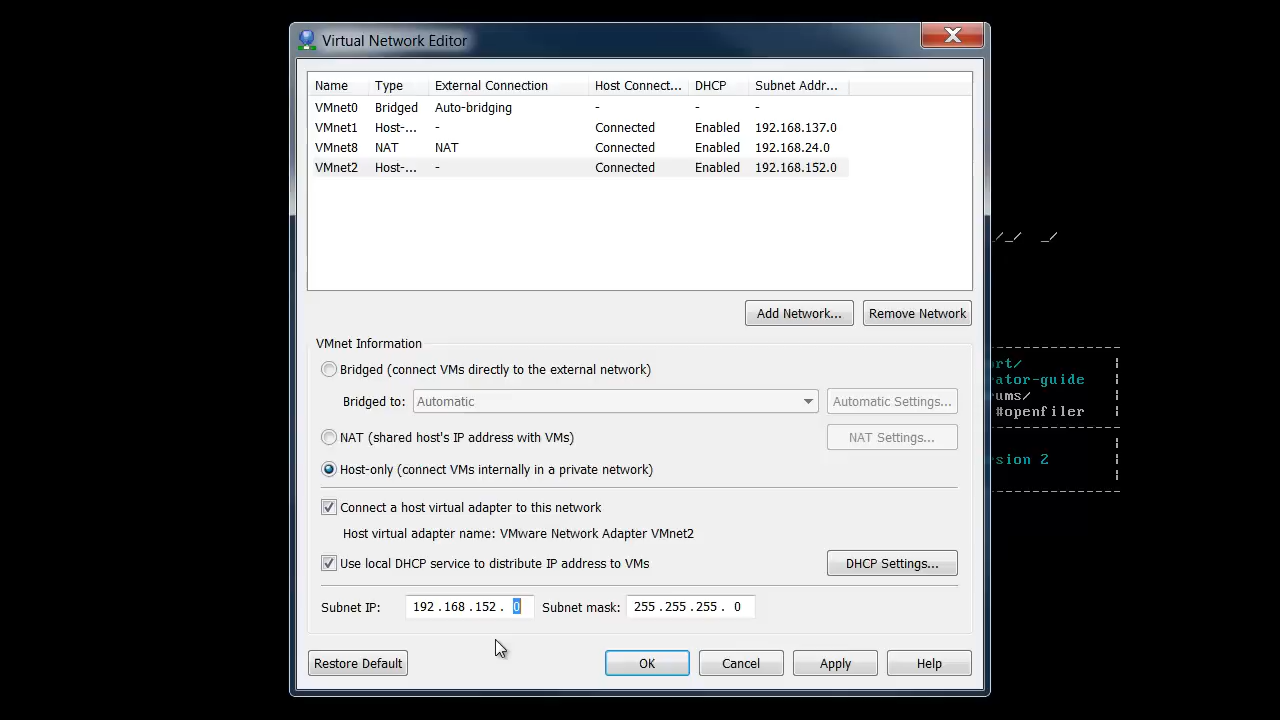 Virtual Network Editor
Name Type External Connection Host Connect... DHCP Subnet Addr...
VMnet0 Bridged Auto-bridging - - -
VMnet1 Host-... - Connected Enabled 192.168.137.0
VMnet8 NAT NAT Connected Enabled 192.168.24.0
VMnet2 Host-... - Connected Enabled 192.168.152.0
_/_/ _/
Add Network... Remove Network
VMnet Information
ort/
Bridged (connect VMs directly to the external network)
rator-guide
rums/
Bridged to: Automatic Automatic Settings...
#openfiler
NAT (shared host's IP address with VMs) NAT Settings...
rsion 2
Host-only (connect VMs internally in a private network)
Connect a host virtual adapter to this network
Host virtual adapter name: VMware Network Adapter VMnet2
Use local DHCP service to distribute IP address to VMs DHCP Settings...
Subnet IP: 192 . 168 . 152 . 0 Subnet mask: 255 . 255 . 255 . 0
Restore Default OK Cancel Apply Help